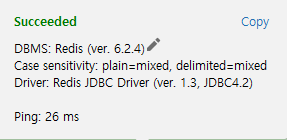 Succeeded Copy
DBMS: Redis (ver. 6.2.4)
Case sensitivity: plain=mixed, delimited=mixed
Driver: Redis JDBC Driver (ver. 1.3, JDBC4.2)
Ping: 26 ms